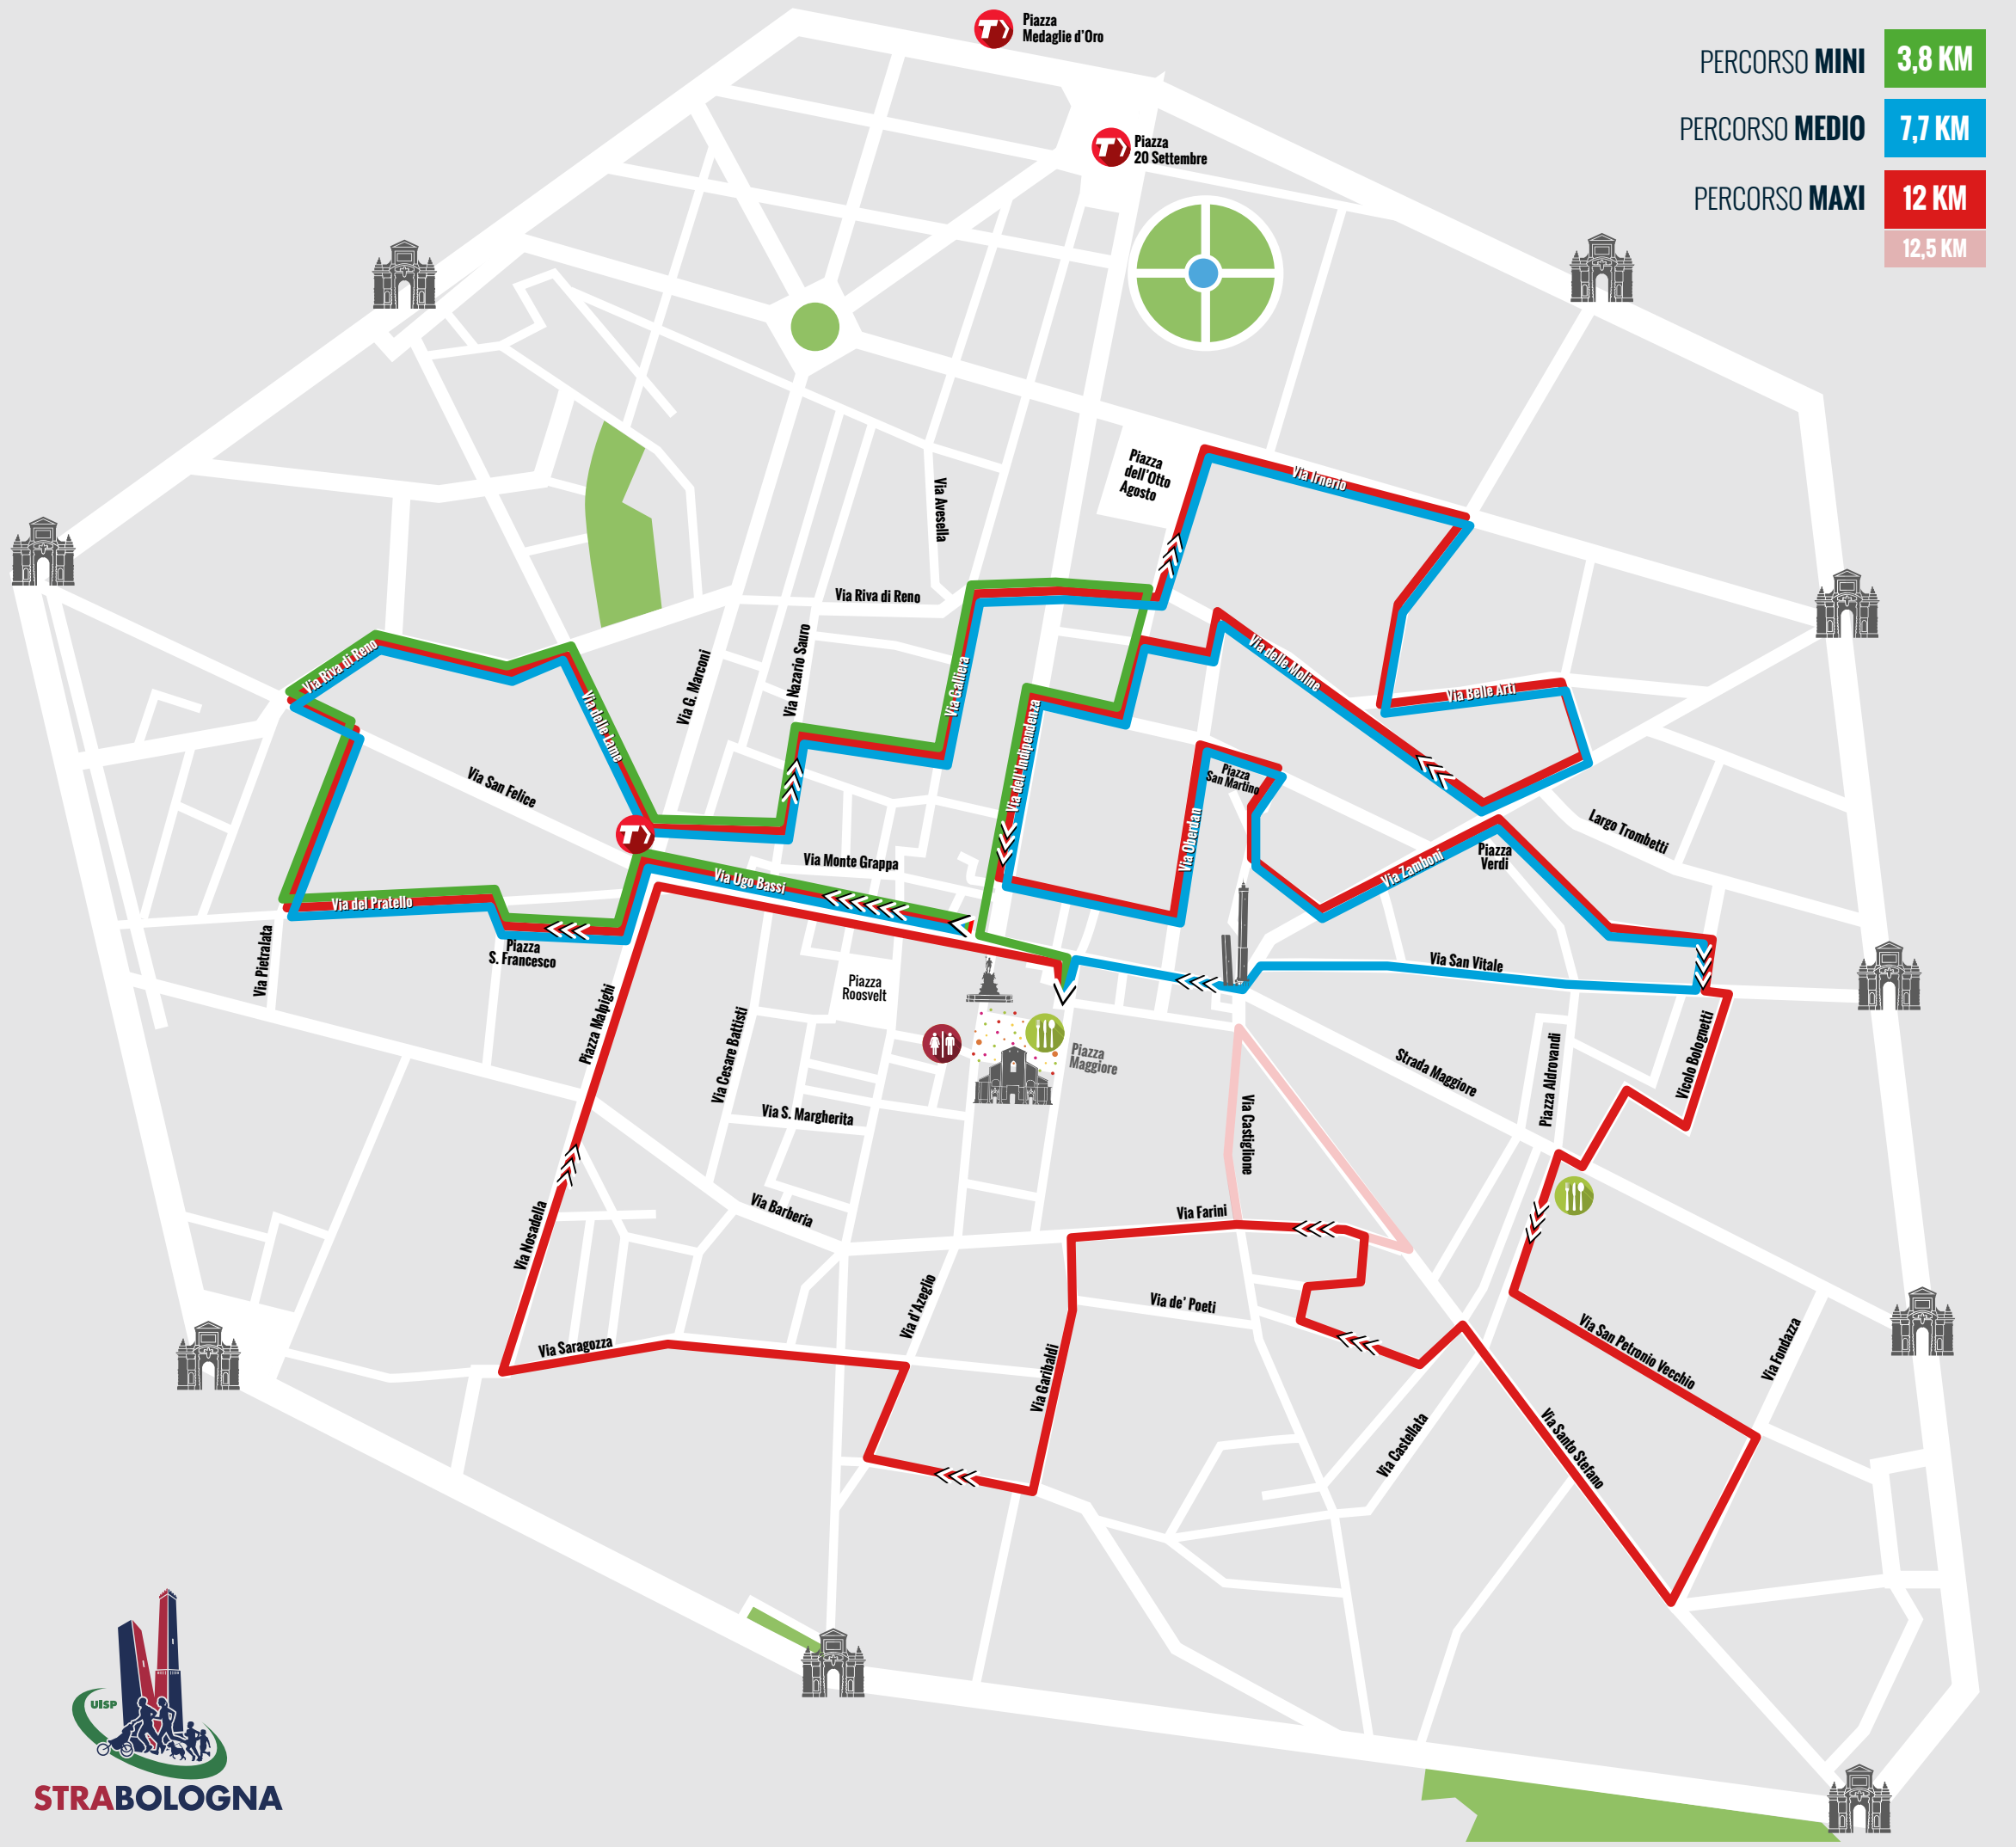 Piazza
Medaglie d'Oro
PERCORSO MINI 3,8 KM
PERCORSO MEDIO 7,7 KM
PERCORSO MAXI 12 KM
12,5 KM
Piazza
20 Settembre
Piazza
dell'Otto
Agosto
Via Irnerio
Via Avesella
Via Riva di Reno
Via Riva di Reno
Via delle Lame
Via G. Marconi
Via Nazario Sauro
Via Galliera
Via dell'Indipendenza
Via delle Moline
Via Belle Arti
Via San Felice
Piazza
San Martino
Via Oberdan
Largo Trombetti
Via Monte Grappa
Via Ugo Bassi
Via Zamboni
Piazza
Verdi
Via del Pratello
Piazza
S. Francesco
Via Pietralata
Via San Vitale
Piazza
Roosvelt
Piazza Malpighi
Via Cesare Battisti
Piazza
Maggiore
Strada Maggiore
Piazza Aldrovandi
Vicolo Bolognetti
Via S. Margherita
Via Castiglione
Via Nosadella
Via Barberia
Via Farini
Via d'Azeglio
Via de' Poeti
Via Saragozza
Via Garibaldi
Via San Petronio Vecchio
Via Fondazza
Via Castellata
Via Santo Stefano
UISP
STRABOLOGNA